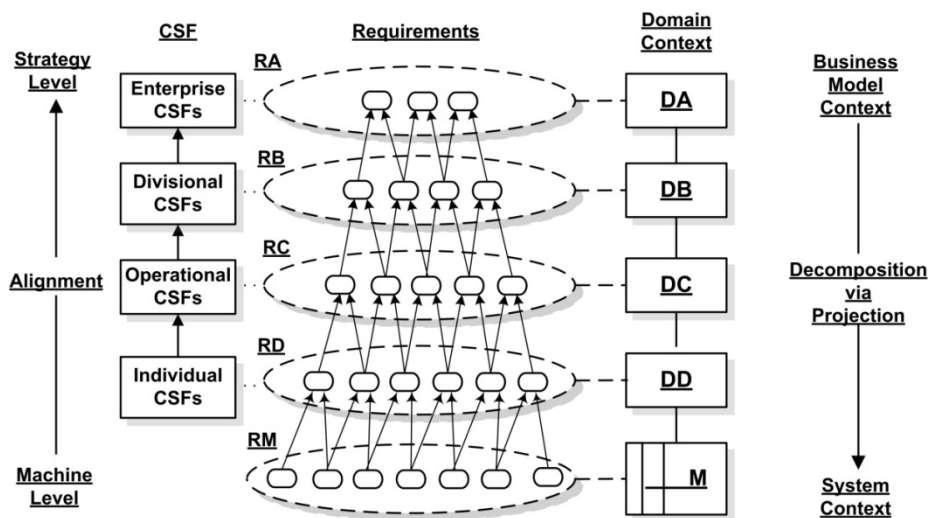 CSF
Requirements
Domain
Context
Strategy
Level
Business
Model
Context
Enterprise
CSFs
RA
DA
Divisional
CSFs
RB
DB
Alignment
Operational
CSFs
RC
DC
Decomposition
via
Projection
Individual
CSFs
RD
DD
Machine
Level
RM
M
System
Context